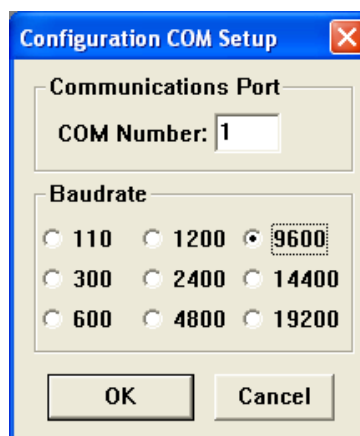 Configuration COM Setup
Communications Port
COM Number: 1
Baudrate
110 1200 9600
300 2400 14400
600 4800 19200
OK Cancel